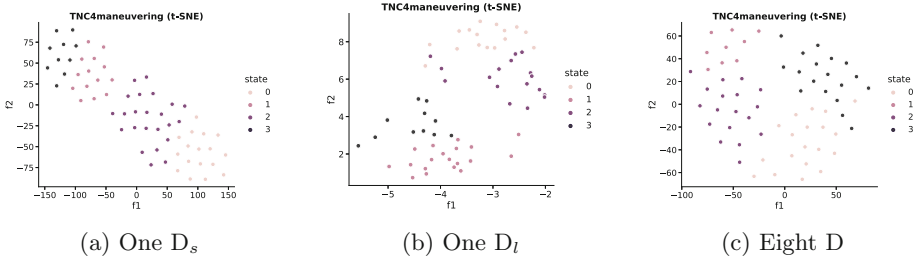 TNC4maneuvering (t-SNE)
75
50
25
0
−25
−50
−75
f2
−150 −100 −50 0 50 100 150
f1
state
0
1
2
3
(a) One Dₛ
TNC4maneuvering (t-SNE)
8
6
4
2
f2
−5 −4 −3 −2
f1
state
0
1
2
3
(b) One Dₗ
TNC4maneuvering (t-SNE)
60
40
20
0
−20
−40
−60
f2
−100 −50 0 50
f1
state
0
1
2
3
(c) Eight D